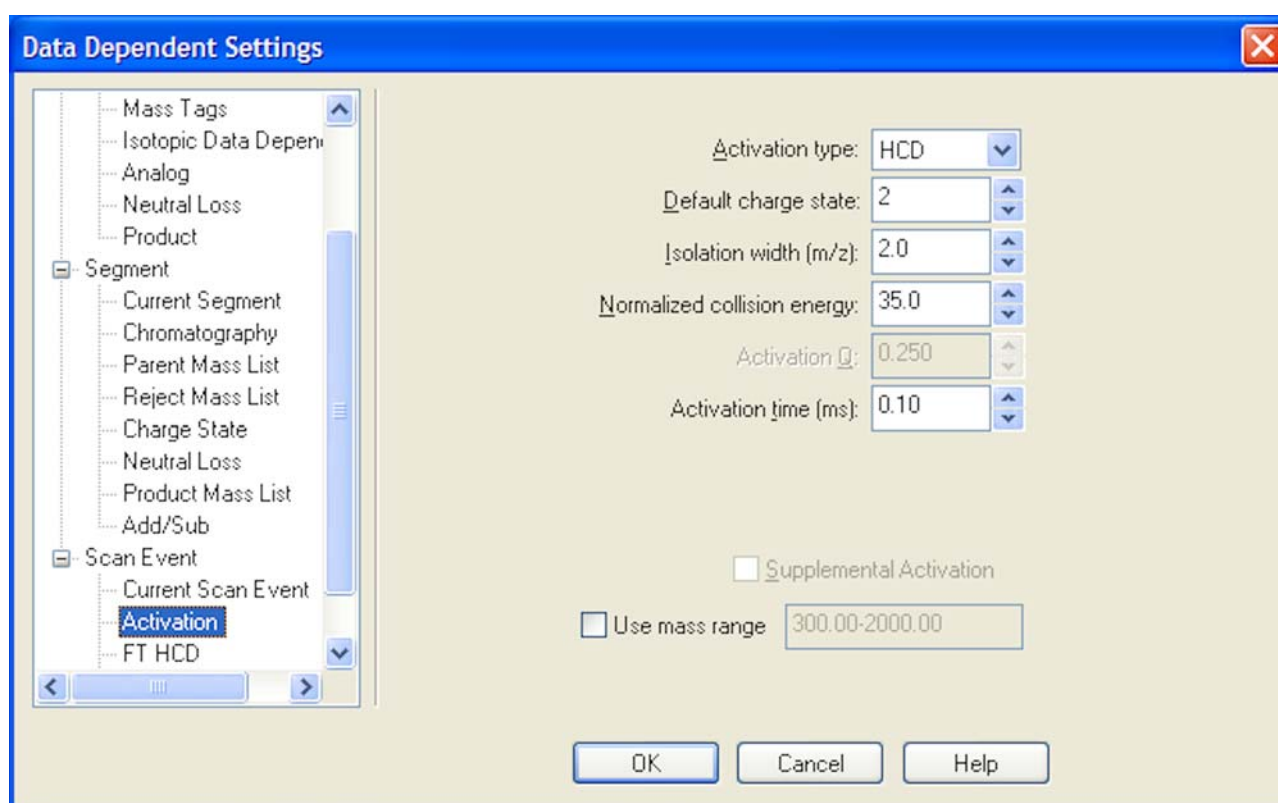 Data Dependent Settings
Mass Tags
Isotopic Data Depen
Analog
Neutral Loss
Product
Segment
Current Segment
Chromatography
Parent Mass List
Reject Mass List
Charge State
Neutral Loss
Product Mass List
Add/Sub
Scan Event
Current Scan Event
Activation
FT HCD
Activation type: HCD
Default charge state: 2
Isolation width (m/z): 2.0
Normalized collision energy: 35.0
Activation Q: 0.250
Activation time (ms): 0.10
Supplemental Activation
Use mass range 300.00-2000.00
OK Cancel Help